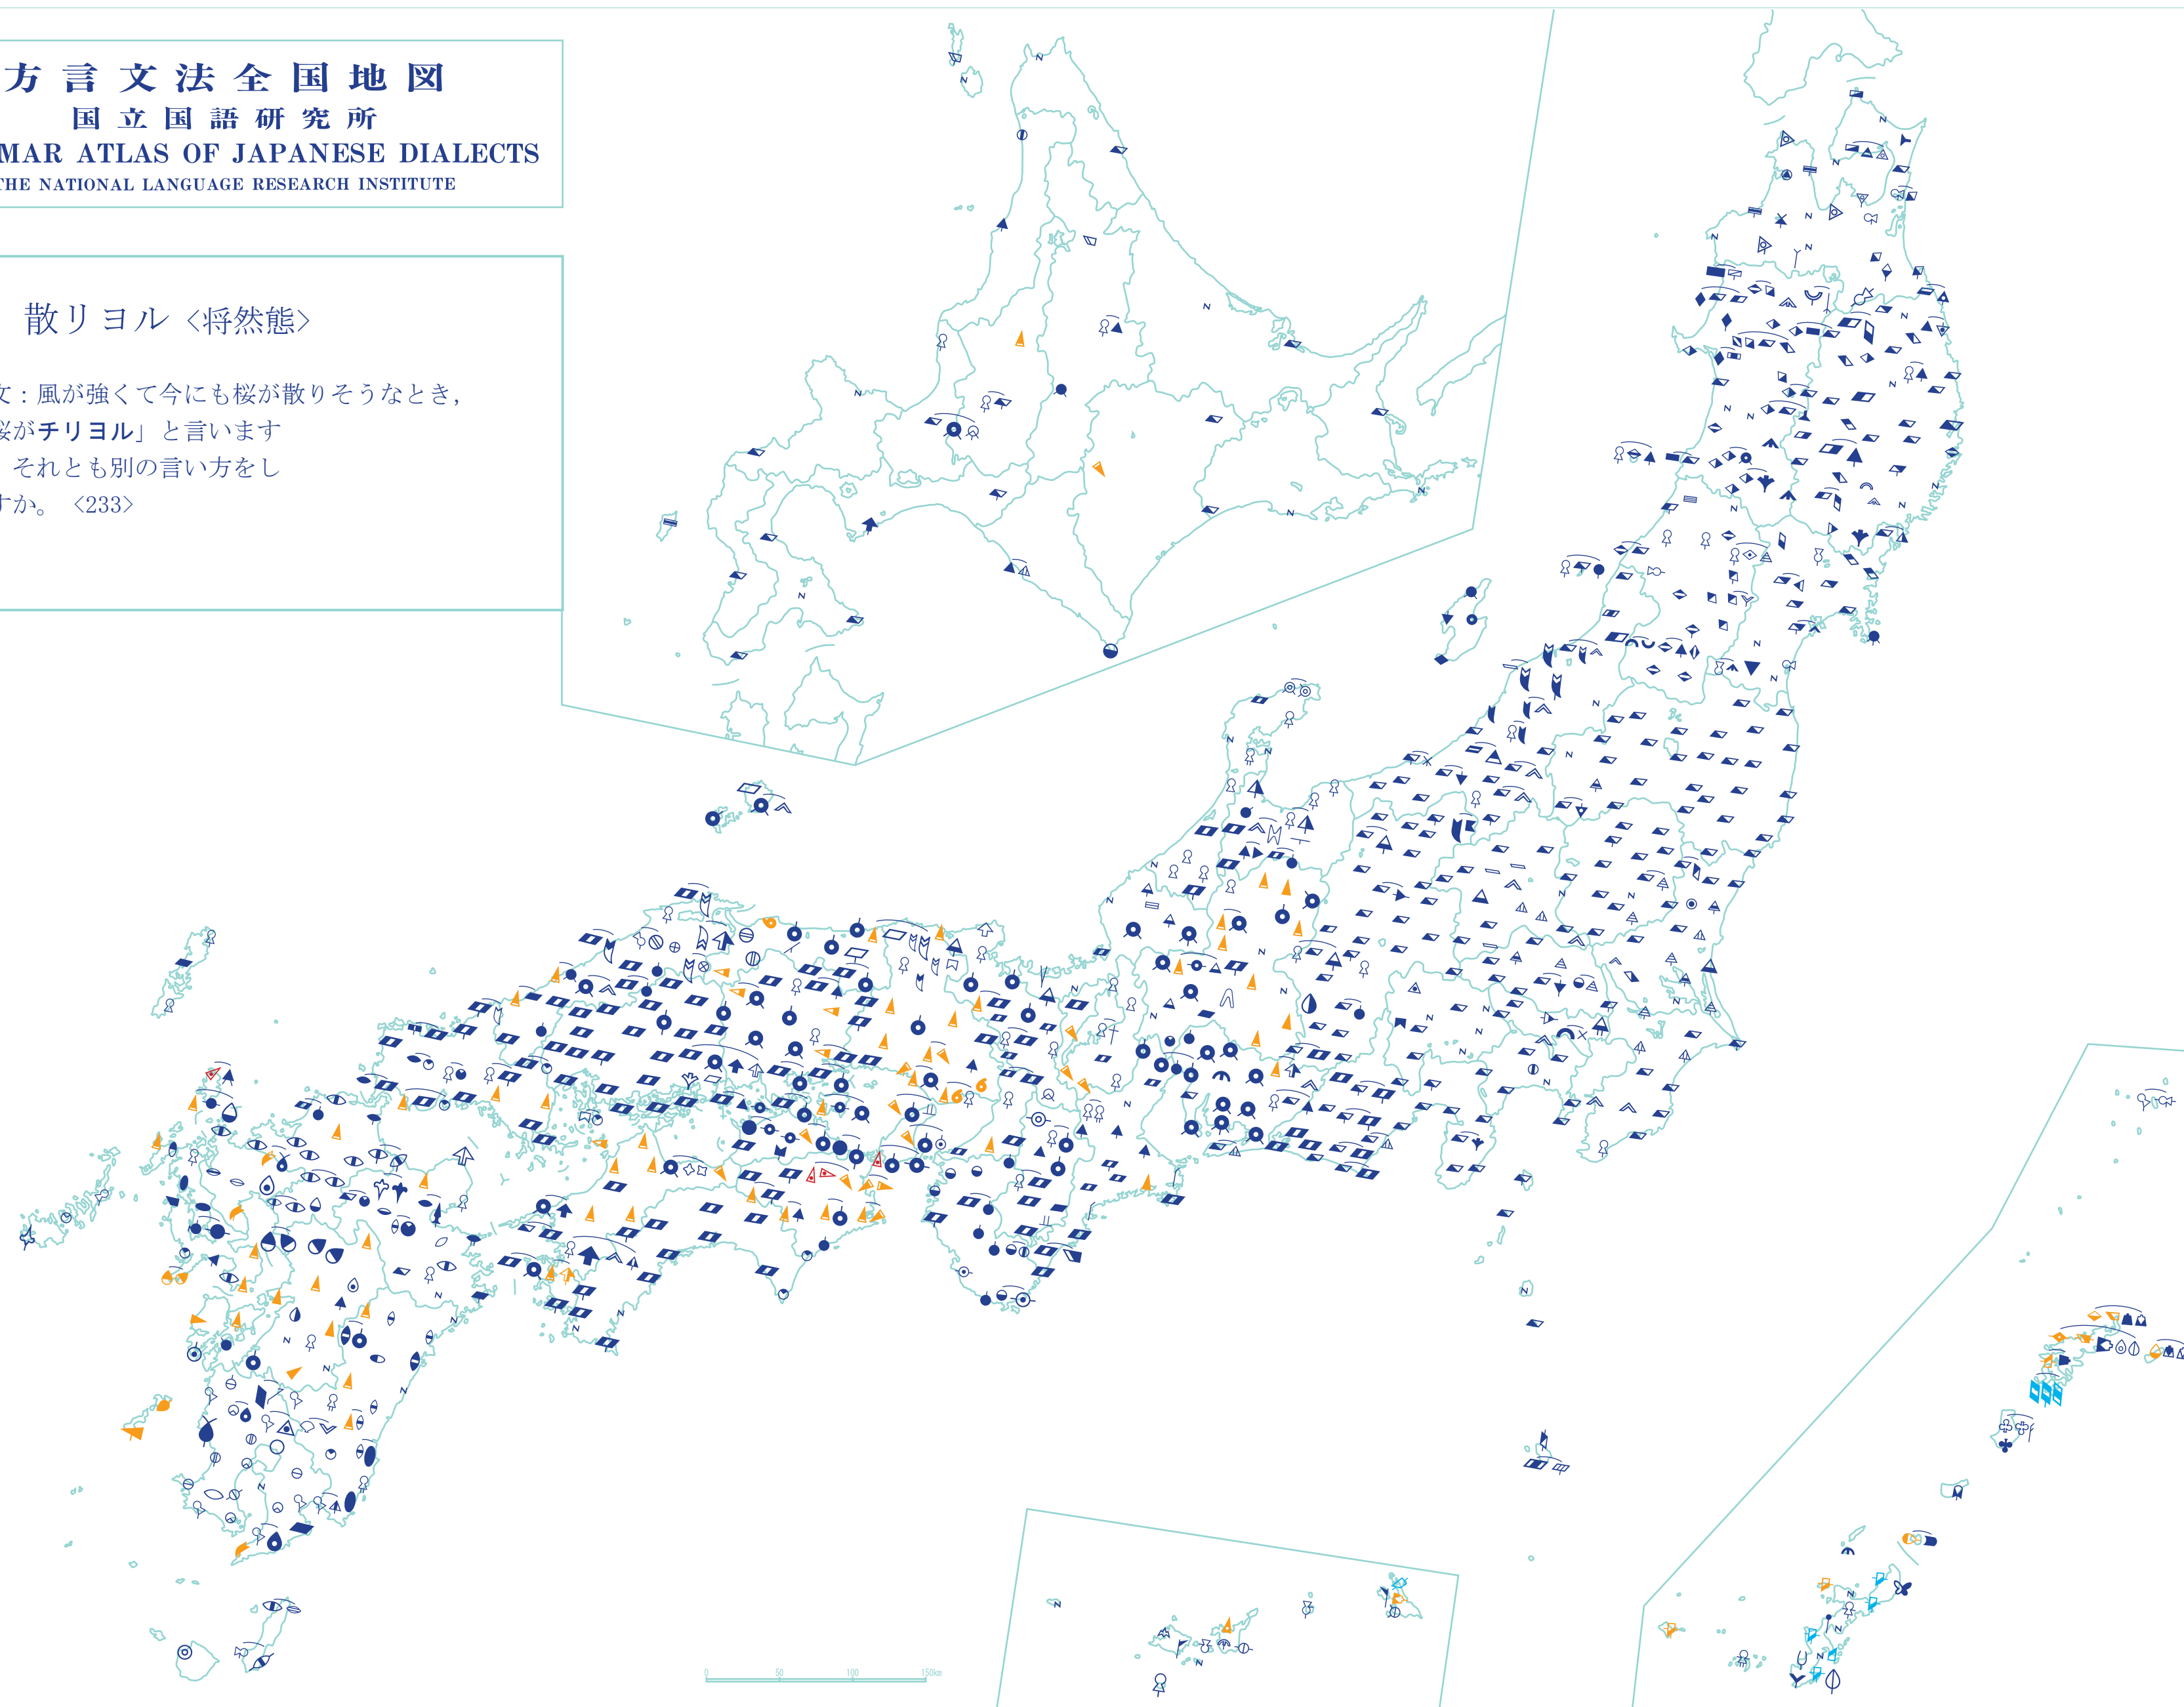 方言文法全国地図
国立国語研究所
MAR ATLAS OF JAPANESE DIALECTS
THE NATIONAL LANGUAGE RESEARCH INSTITUTE
散リヨル〈将然態〉
文：風が強くて今にも桜が散りそうなとき，
桜がチリヨル」と言います
それとも別の言い方をし
すか。〈233〉
0 50 100 150km